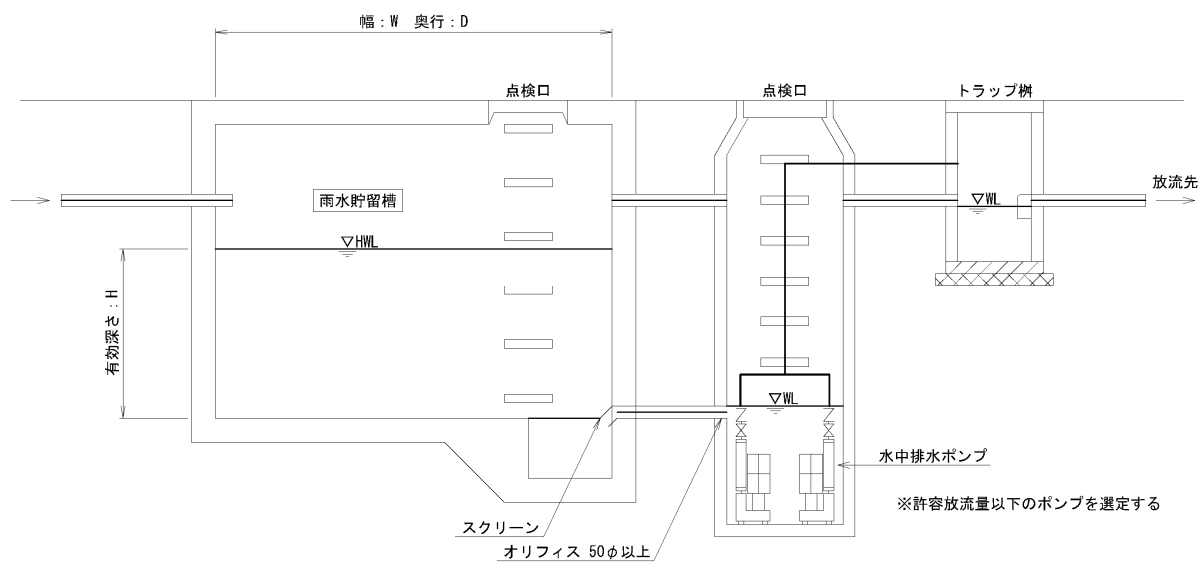 幅：W 奥行：D
点検口
点検口
トラップ桝
雨水貯留槽
放流先
▽WL
▽HWL
有効深さ：H
▽WL
水中排水ポンプ
※許容放流量以下のポンプを選定する
スクリーン
オリフィス 50φ以上